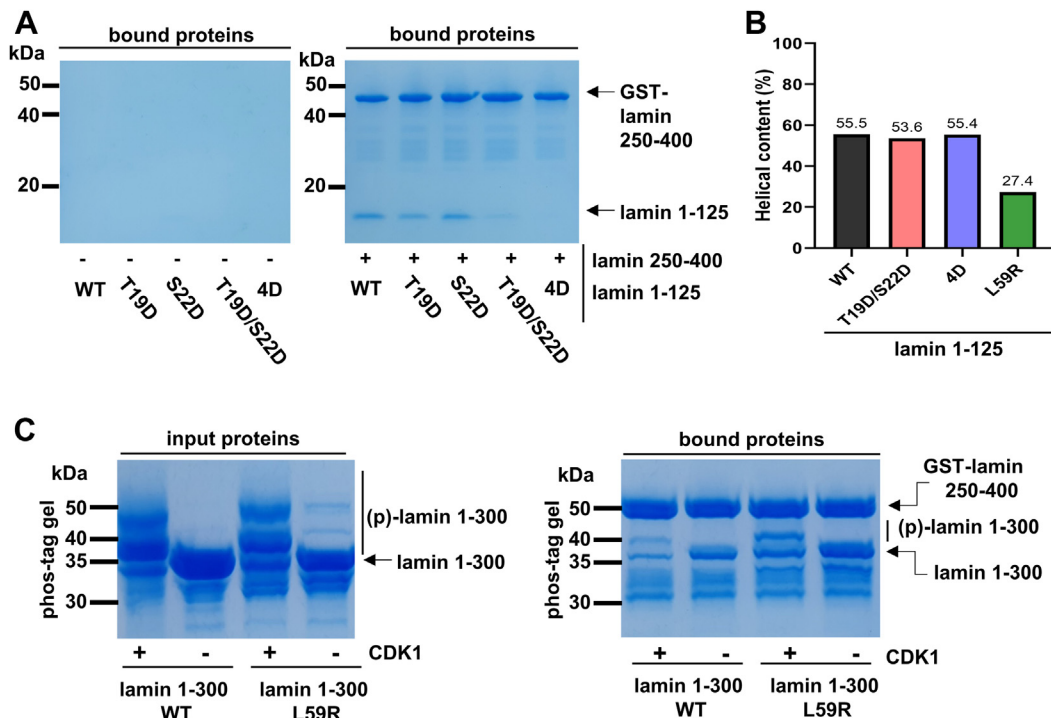 A
bound proteins
kDa
50
40
20
- - - - -
WT T19D S22D T19D/S22D 4D
bound proteins
kDa
50
40
20
GST-
lamin
250-400
lamin 1-125
+ + + + + lamin 250-400
WT T19D S22D T19D/S22D 4D lamin 1-125
B
Helical content (%)
100
80
60
40
20
0
55.5 53.6 55.4 27.4
WT T19D/S22D 4D L59R
lamin 1-125
C
input proteins
kDa
phos-tag gel
50
40
35
30
(p)-lamin 1-300
lamin 1-300
+ - + - CDK1
lamin 1-300 lamin 1-300
WT L59R
bound proteins
kDa
phos-tag gel
50
40
35
30
GST-lamin
250-400
(p)-lamin 1-300
lamin 1-300
+ - + - CDK1
lamin 1-300 lamin 1-300
WT L59R